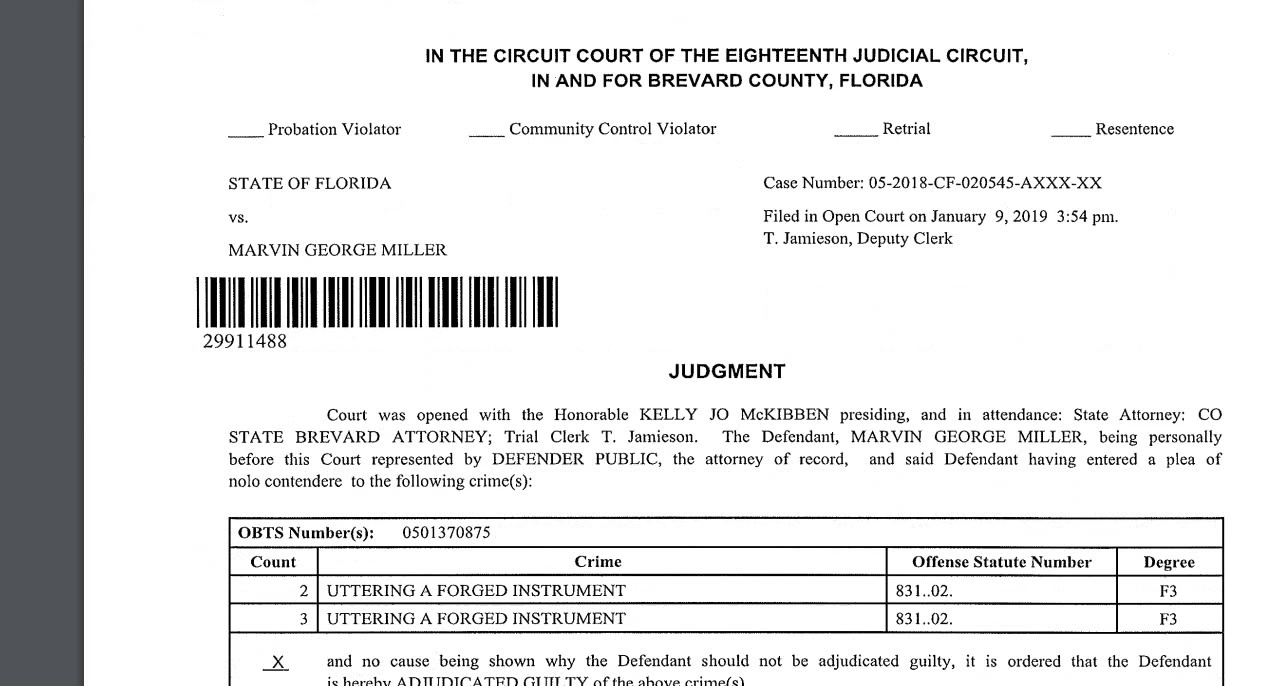 IN THE CIRCUIT COURT OF THE EIGHTEENTH JUDICIAL CIRCUIT,
IN AND FOR BREVARD COUNTY, FLORIDA
____ Probation Violator ____ Community Control Violator _____ Retrial _____ Resentence
STATE OF FLORIDA
vs.
MARVIN GEORGE MILLER
Case Number: 05-2018-CF-020545-AXXX-XX
Filed in Open Court on January 9, 2019 3:54 pm.
T. Jamieson, Deputy Clerk
29911488
JUDGMENT
Court was opened with the Honorable KELLY JO McKIBBEN presiding, and in attendance: State Attorney: CO
STATE BREVARD ATTORNEY; Trial Clerk T. Jamieson. The Defendant, MARVIN GEORGE MILLER, being personally
before this Court represented by DEFENDER PUBLIC, the attorney of record, and said Defendant having entered a plea of
nolo contendere to the following crime(s):
OBTS Number(s): 0501370875
Count Crime Offense Statute Number Degree
2 UTTERING A FORGED INSTRUMENT 831..02. F3
3 UTTERING A FORGED INSTRUMENT 831..02. F3
X and no cause being shown why the Defendant should not be adjudicated guilty, it is ordered that the Defendant
is hereby ADJUDICATED GUILTY of the above crime(s)